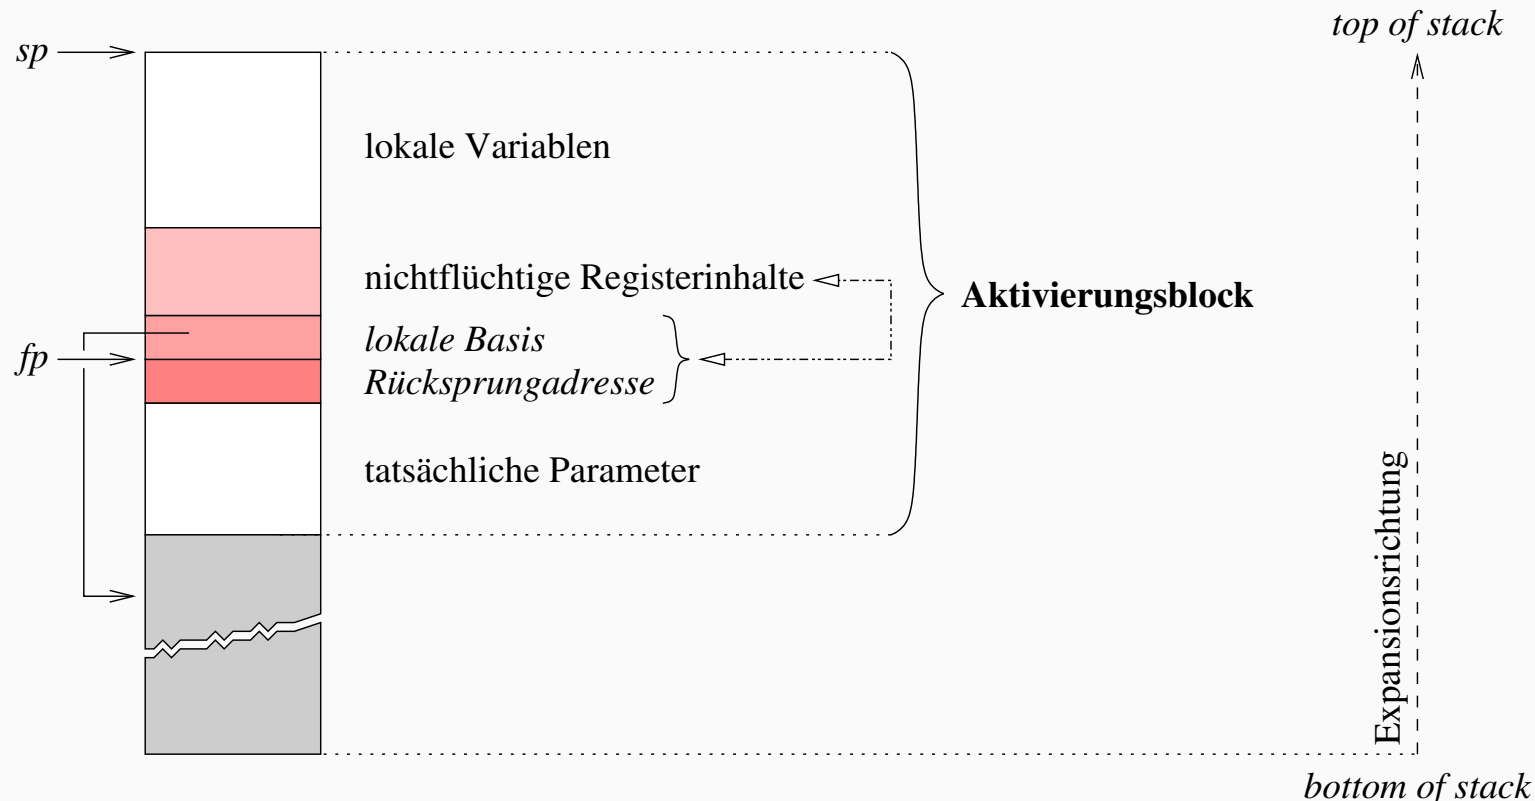 top of stack
sp
lokale Variablen
nichtflüchtige Registerinhalte
Aktivierungsblock
lokale Basis
fp
Rücksprungadresse
tatsächliche Parameter
Expansionsrichtung
bottom of stack